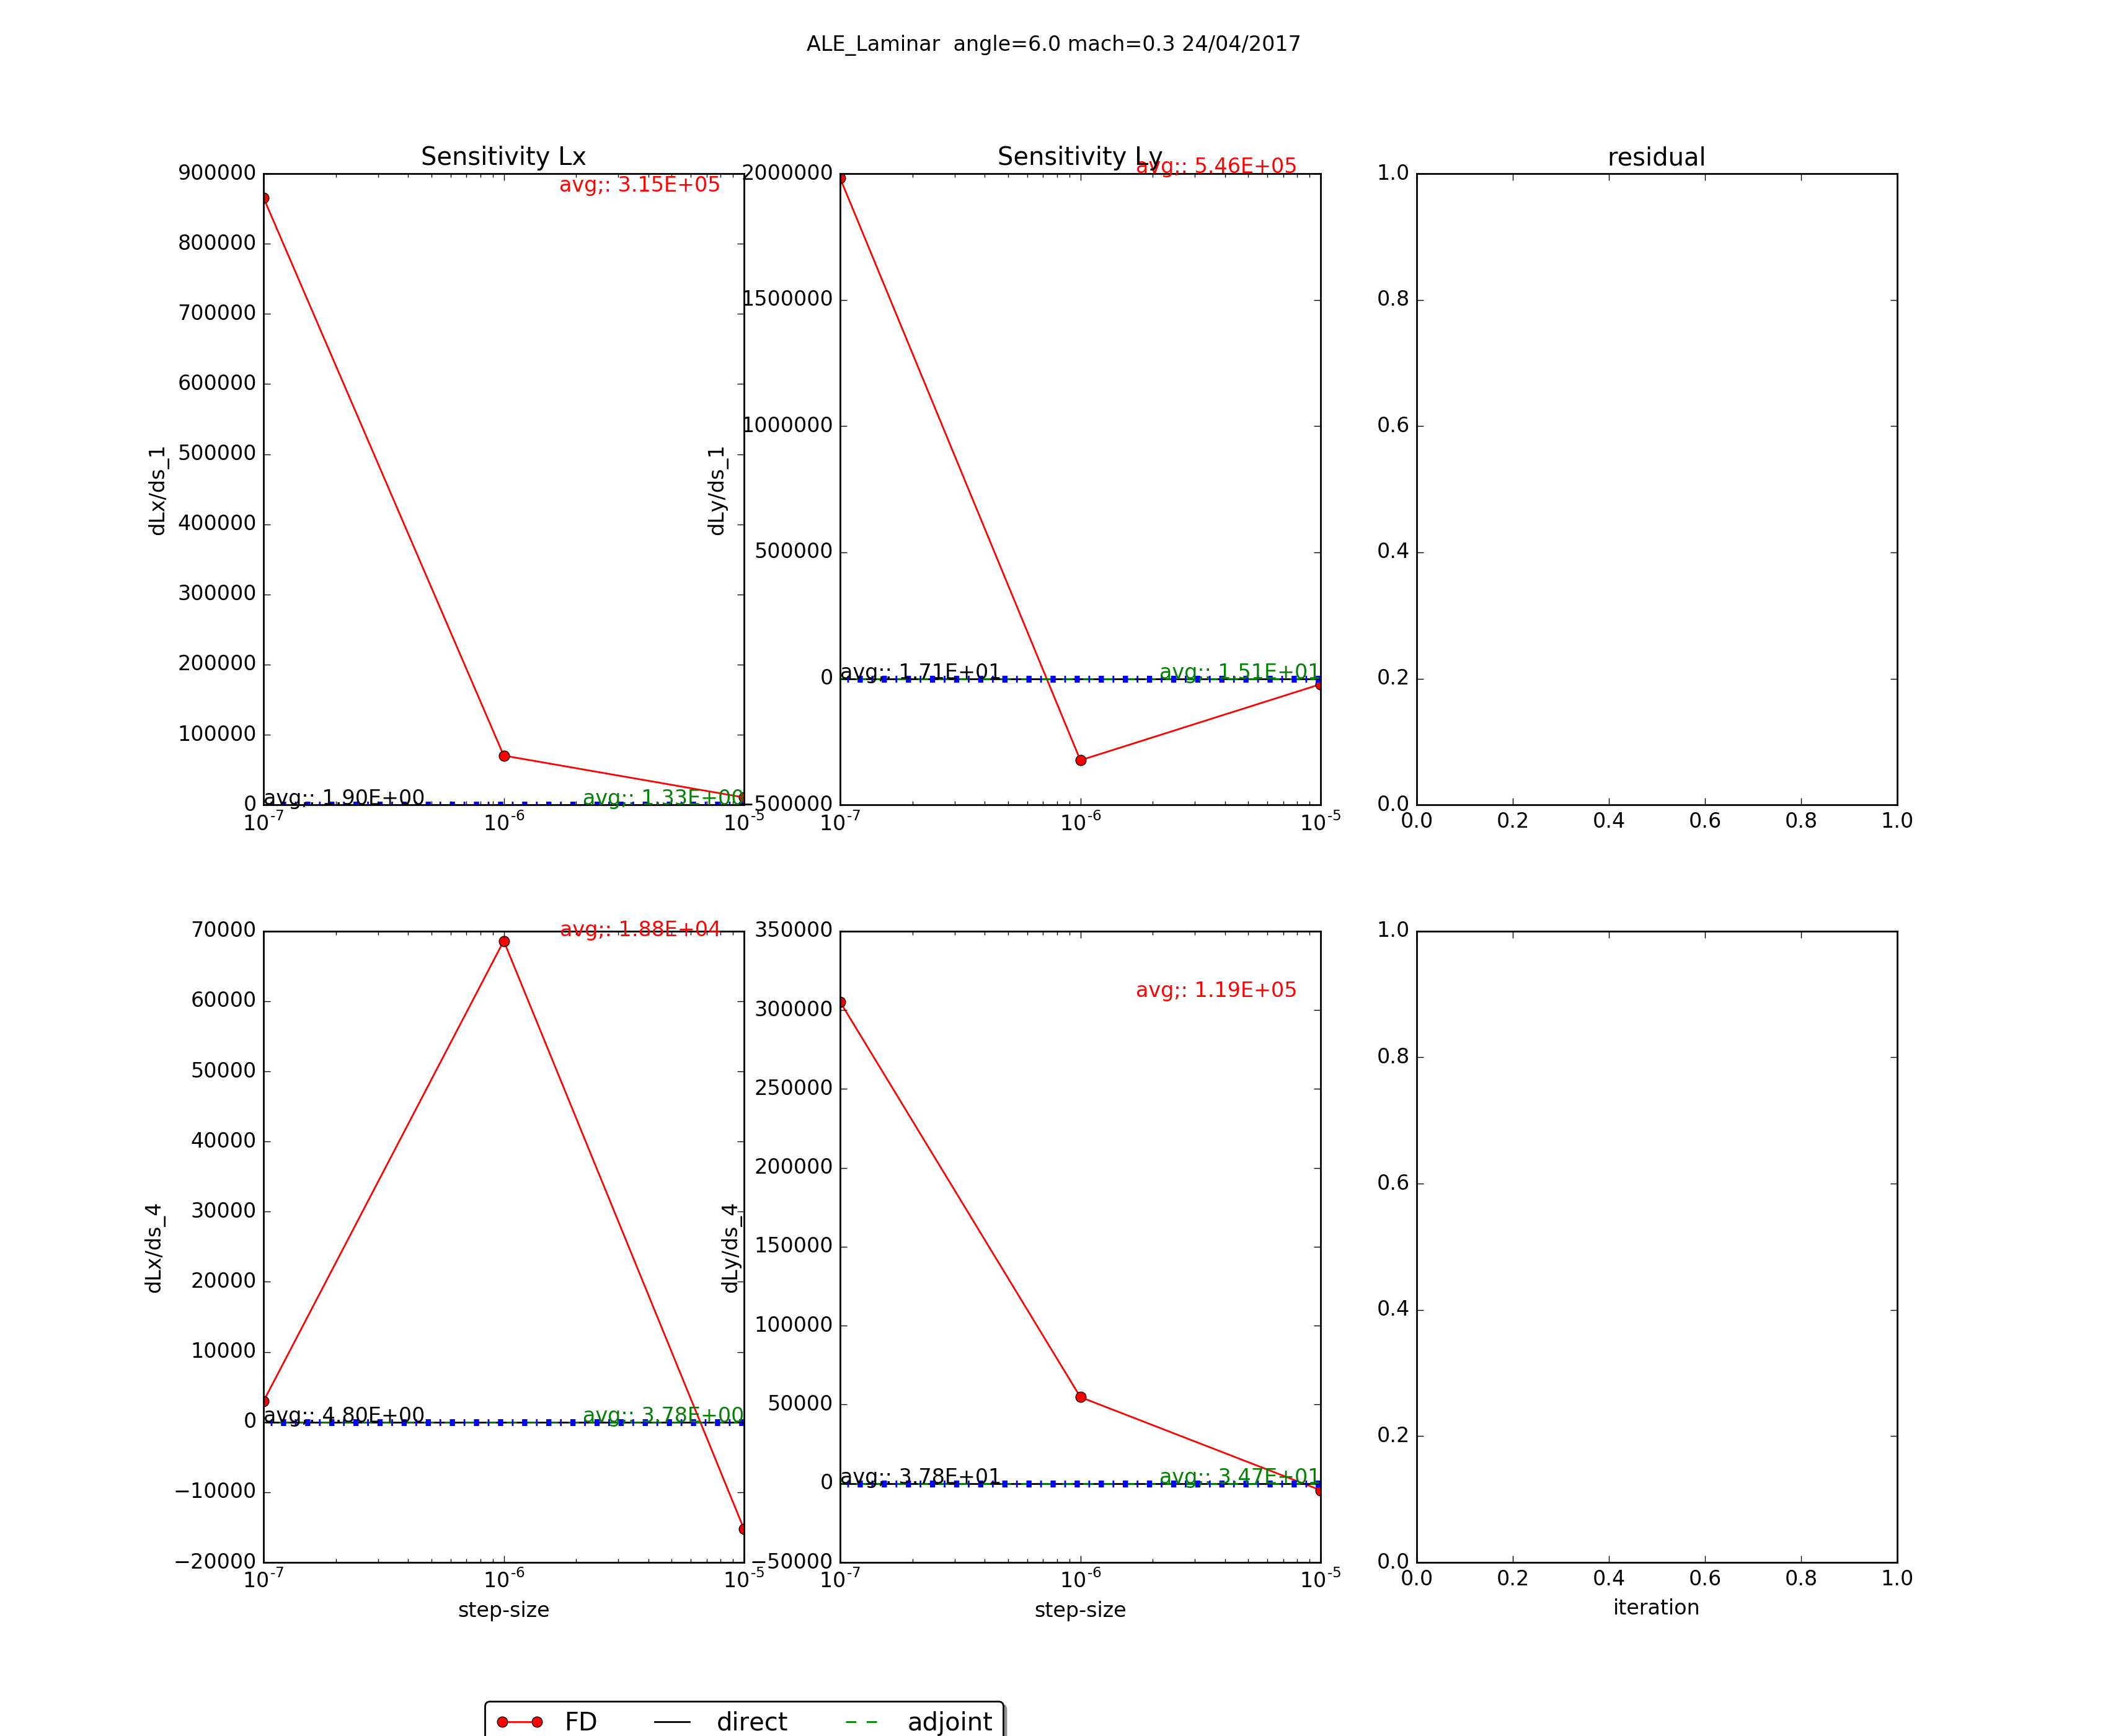 ALE_Laminar  angle=6.0 mach=0.3 24/04/2017
Sensitivity Lx
900000
800000
700000
600000
500000
400000
300000
200000
100000
0
dLx/ds_1
avg;: 3.15E+05
avg;: 1.90E+00
avg;: 1.33E+00
10-7
10-6
10-5
Sensitivity Ly
2000000
1500000
1000000
500000
0
−500000
dLy/ds_1
avg;: 5.46E+05
avg;: 1.71E+01
avg;: 1.51E+01
10-7
10-6
10-5
residual
1.0
0.8
0.6
0.4
0.2
0.0
0.0 0.2 0.4 0.6 0.8 1.0
70000
60000
50000
40000
30000
20000
10000
0
−10000
−20000
dLx/ds_4
avg;: 1.88E+04
avg;: 4.80E+00
avg;: 3.78E+00
10-7
10-6
10-5
step-size
350000
300000
250000
200000
150000
100000
50000
0
−50000
dLy/ds_4
avg;: 1.19E+05
avg;: 3.78E+01
avg;: 3.47E+01
10-7
10-6
10-5
step-size
1.0
0.8
0.6
0.4
0.2
0.0
0.0 0.2 0.4 0.6 0.8 1.0
iteration
FD direct adjoint